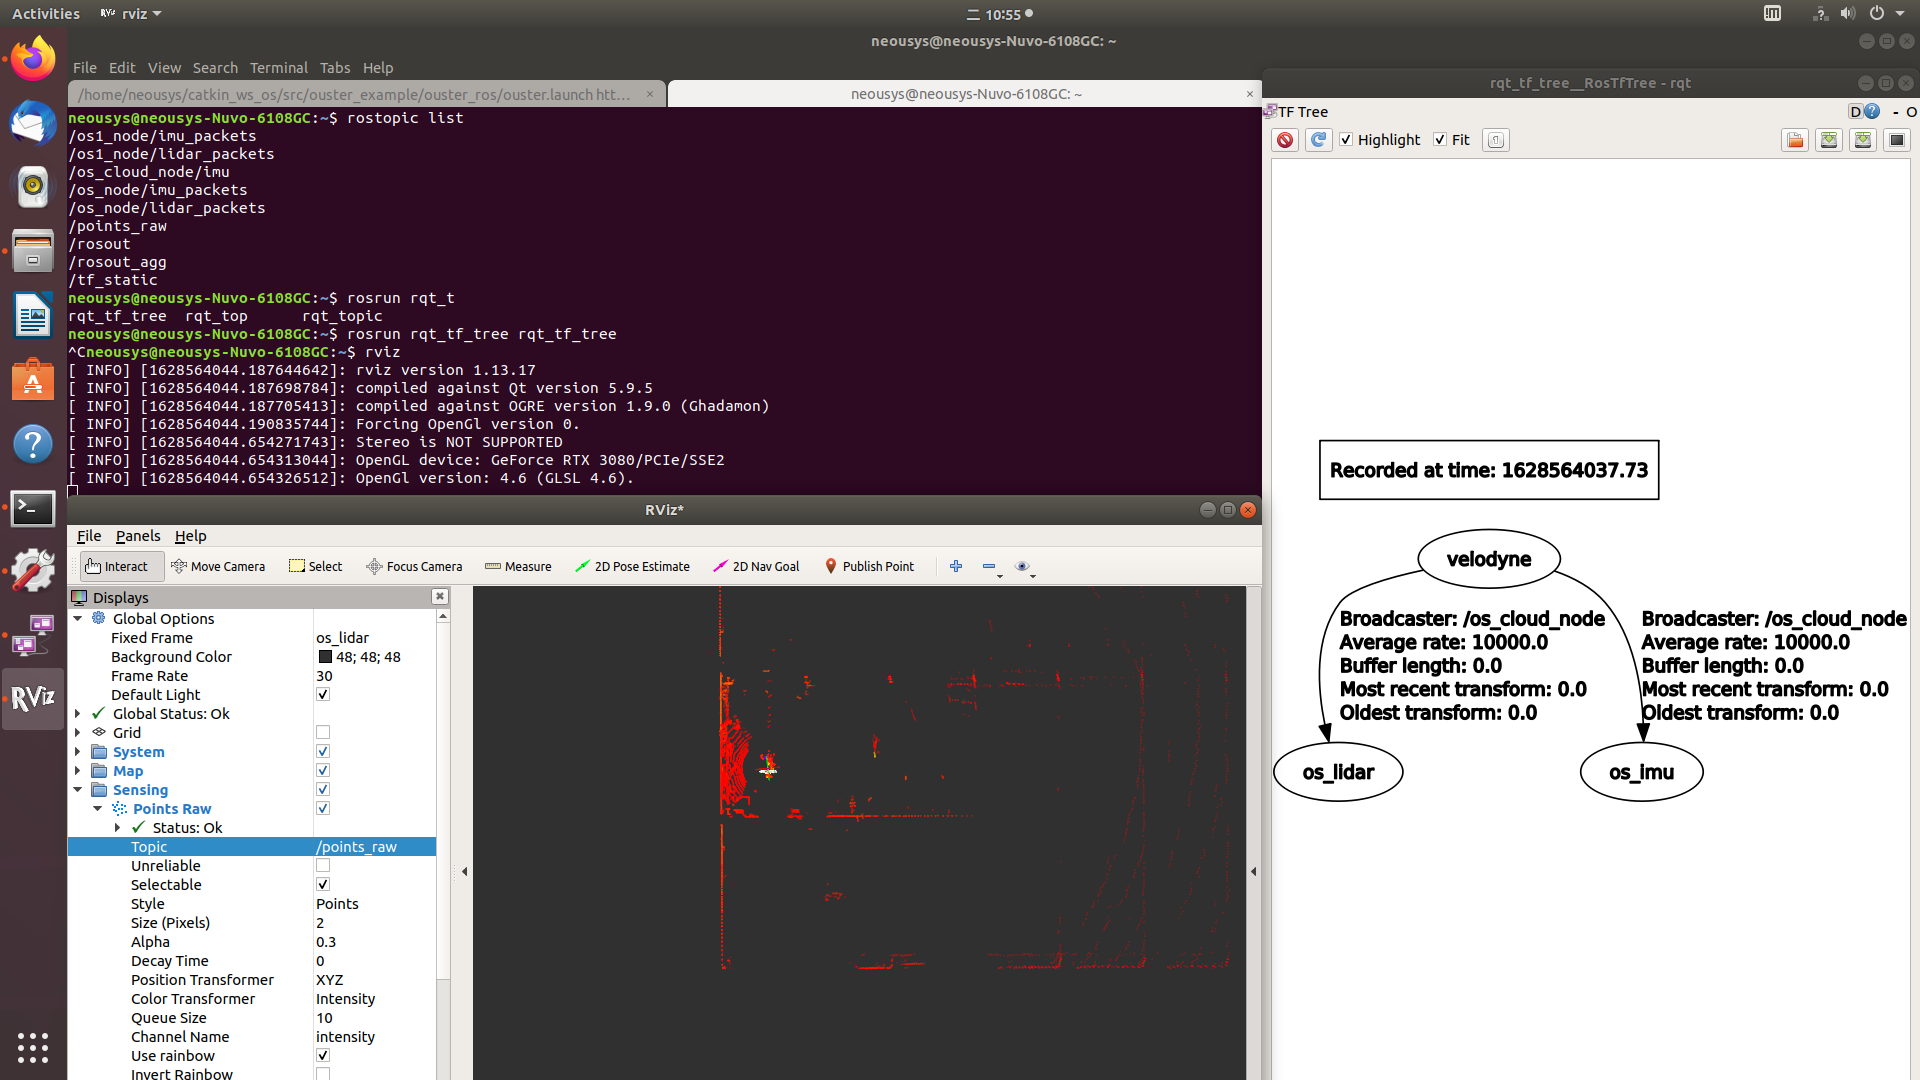 Activities
RViz rviz
二 10:55
neousys@neousys-Nuvo-6108GC: ~
File Edit View Search Terminal Tabs Help
/home/neousys/catkin_ws_os/src/ouster_example/ouster_ros/ouster.launch htt... ×
neousys@neousys-Nuvo-6108GC: ~ ×
neousys@neousys-Nuvo-6108GC:~$ rostopic list
/os1_node/imu_packets
/os1_node/lidar_packets
/os_cloud_node/imu
/os_node/imu_packets
/os_node/lidar_packets
/points_raw
/rosout
/rosout_agg
/tf_static
neousys@neousys-Nuvo-6108GC:~$ rosrun rqt_t
rqt_tf_tree rqt_top rqt_topic
neousys@neousys-Nuvo-6108GC:~$ rosrun rqt_tf_tree rqt_tf_tree
^Cneousys@neousys-Nuvo-6108GC:~$ rviz
[ INFO] [1628564044.187644642]: rviz version 1.13.17
[ INFO] [1628564044.187698784]: compiled against Qt version 5.9.5
[ INFO] [1628564044.187705413]: compiled against OGRE version 1.9.0 (Ghadamon)
[ INFO] [1628564044.190835744]: Forcing OpenGl version 0.
[ INFO] [1628564044.654271743]: Stereo is NOT SUPPORTED
[ INFO] [1628564044.654313044]: OpenGL device: GeForce RTX 3080/PCIe/SSE2
[ INFO] [1628564044.654326512]: OpenGl version: 4.6 (GLSL 4.6).
RViz*
File Panels Help
Interact Move Camera Select Focus Camera Measure 2D Pose Estimate 2D Nav Goal Publish Point
Displays
Global Options
Fixed Frame os_lidar
Background Color 48; 48; 48
Frame Rate 30
Default Light
Global Status: Ok
Grid
System
Map
Sensing
Points Raw
Status: Ok
Topic /points_raw
Unreliable
Selectable
Style Points
Size (Pixels) 2
Alpha 0.3
Decay Time 0
Position Transformer XYZ
Color Transformer Intensity
Queue Size 10
Channel Name intensity
Use rainbow
Invert Rainbow
RViz
rqt_tf_tree__RosTfTree - rqt
TF Tree D - O
Highlight Fit
Recorded at time: 1628564037.73
velodyne
Broadcaster: /os_cloud_node
Average rate: 10000.0
Buffer length: 0.0
Most recent transform: 0.0
Oldest transform: 0.0
Broadcaster: /os_cloud_node
Average rate: 10000.0
Buffer length: 0.0
Most recent transform: 0.0
Oldest transform: 0.0
os_lidar
os_imu